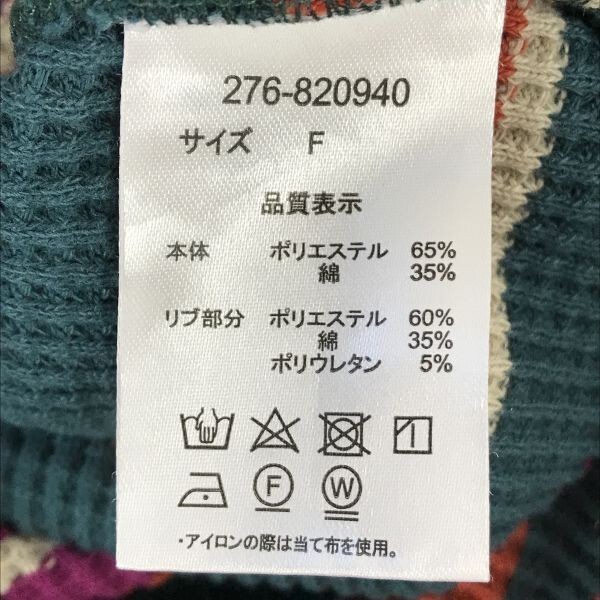 276-820940
サイズ F
品質表示
本体 ポリエステル 65%
綿 35%
リブ部分 ポリエステル 60%
綿 35%
ポリウレタン 5%
F W
・アイロンの際は当て布を使用。